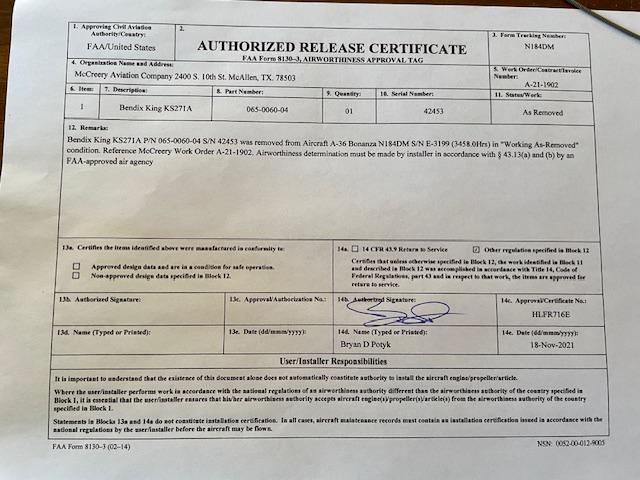 1. Approving Civil Aviation Authority/Country:
FAA/United States
2.
AUTHORIZED RELEASE CERTIFICATE
FAA Form 8130–3, AIRWORTHINESS APPROVAL TAG
3. Form Tracking Number:
N184DM
4. Organization Name and Address:
McCreery Aviation Company 2400 S. 10th St. McAllen, TX. 78503
5. Work Order/Contract/Invoice Number:
A-21-1902
6. Item: 7. Description: 8. Part Number: 9. Quantity: 10. Serial Number: 11. Status/Work:
1 Bendix King KS271A 065-0060-04 01 42453 As Removed
12. Remarks:
Bendix King KS271A P/N 065-0060-04 S/N 42453 was removed from Aircraft A-36 Bonanza N184DM S/N E-3199 (3458.0Hrs) in "Working As-Removed"
condition. Reference McCreery Work Order A-21-1902. Airworthiness determination must be made by installer in accordance with § 43.13(a) and (b) by an
FAA-approved air agency
13a. Certifies the items identified above were manufactured in conformity to:
Approved design data and are in a condition for safe operation.
Non-approved design data specified in Block 12.
14a. 14 CFR 43.9 Return to Service Other regulation specified in Block 12
Certifies that unless otherwise specified in Block 12, the work identified in Block 11
and described in Block 12 was accomplished in accordance with Title 14, Code of
Federal Regulations, part 43 and in respect to that work, the items are approved for
return to service.
13b. Authorized Signature: 13c. Approval/Authorization No.: 14b. Authorized Signature: 14c. Approval/Certificate No.:
HLFR716E
13d. Name (Typed or Printed): 13e. Date (dd/mmm/yyyy): 14d. Name (Typed or Printed): 14e. Date (dd/mmm/yyyy):
Bryan D Potyk 18-Nov-2021
User/Installer Responsibilities
It is important to understand that the existence of this document alone does not automatically constitute authority to install the aircraft engine/propeller/article.
Where the user/installer performs work in accordance with the national regulations of an airworthiness authority different than the airworthiness authority of the country specified in
Block 1, it is essential that the user/installer ensures that his/her airworthiness authority accepts aircraft engine(s)/propeller(s)/article(s) from the airworthiness authority of the country
specified in Block 1.
Statements in Blocks 13a and 14a do not constitute installation certification. In all cases, aircraft maintenance records must contain an installation certification issued in accordance with the
national regulations by the user/installer before the aircraft may be flown.
FAA Form 8130–3 (02–14) NSN: 0052-00-012-9005